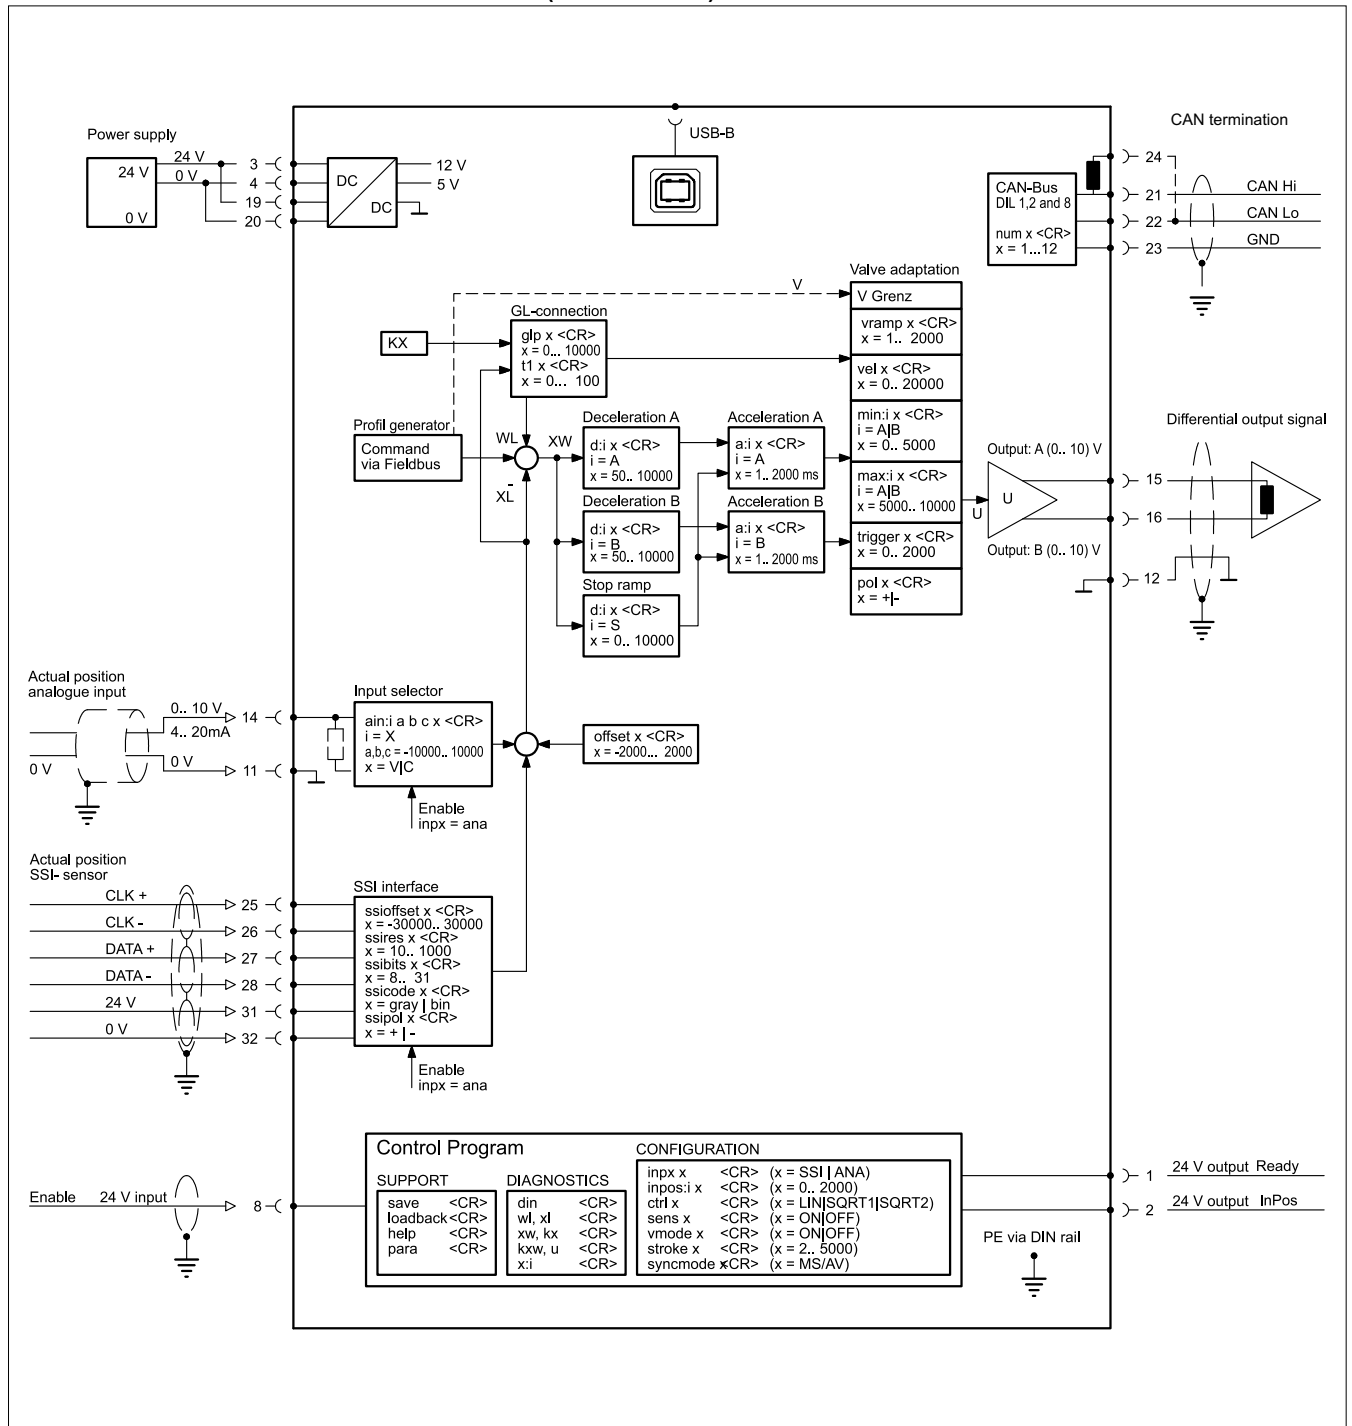 Power supply
24 V
0 V
24 V
0 V
3
4
19
20
DC
DC
12 V
5 V
USB-B
CAN termination
CAN-Bus
DIL 1,2 and 8
num x <CR>
x = 1...12
24
21
22
23
CAN Hi
CAN Lo
GND
Valve adaptation
V Grenz
vramp x <CR>
x = 1.. 2000
vel x <CR>
x = 0.. 20000
min:i x <CR>
i = A|B
x = 0.. 5000
max:i x <CR>
i = A|B
x = 5000.. 10000
trigger x <CR>
x = 0.. 2000
pol x <CR>
x = +|-
V
GL-connection
glp x <CR>
x = 0... 10000
t1 x <CR>
x = 0... 100
KX
Profil generator
Command
via Fieldbus
WL
XW
-
XL
Deceleration A
d:i x <CR>
i = A
x = 50.. 10000
Deceleration B
d:i x <CR>
i = B
x = 50.. 10000
Stop ramp
d:i x <CR>
i = S
x = 0.. 10000
Acceleration A
a:i x <CR>
i = A
x = 1.. 2000 ms
Acceleration B
a:i x <CR>
i = B
x = 1.. 2000 ms
U
U
Output: A (0.. 10) V
Output: B (0.. 10) V
Differential output signal
15
16
12
Actual position
analogue input
0.. 10 V
4.. 20mA
0 V
0 V
14
11
Input selector
ain:i a b c x <CR>
i = X
a,b,c = -10000.. 10000
x = V|C
Enable
inpx = ana
offset x <CR>
x = -2000... 2000
Actual position
SSI- sensor
CLK +
CLK -
DATA +
DATA -
24 V
0 V
25
26
27
28
31
32
SSI interface
ssioffset x <CR>
x = -30000.. 30000
ssires x <CR>
x = 10.. 1000
ssibits x <CR>
x = 8.. 31
ssicode x <CR>
x = gray | bin
ssipol x <CR>
x = + | -
Enable
inpx = ana
Enable 24 V input
8
Control Program
SUPPORT
save <CR>
loadback <CR>
help <CR>
para <CR>
DIAGNOSTICS
din <CR>
wl, xl <CR>
xw, kx <CR>
kxw, u <CR>
x:i <CR>
CONFIGURATION
inpx x <CR> (x = SSI | ANA)
inpos:i x <CR> (x = 0.. 2000)
ctrl x <CR> (x = LIN|SQRT1|SQRT2)
sens x <CR> (x = ON|OFF)
vmode x <CR> (x = ON|OFF)
stroke x <CR> (x = 2.. 5000)
syncmode x <CR> (x = MS/AV)
1
2
24 V output Ready
24 V output InPos
PE via DIN rail